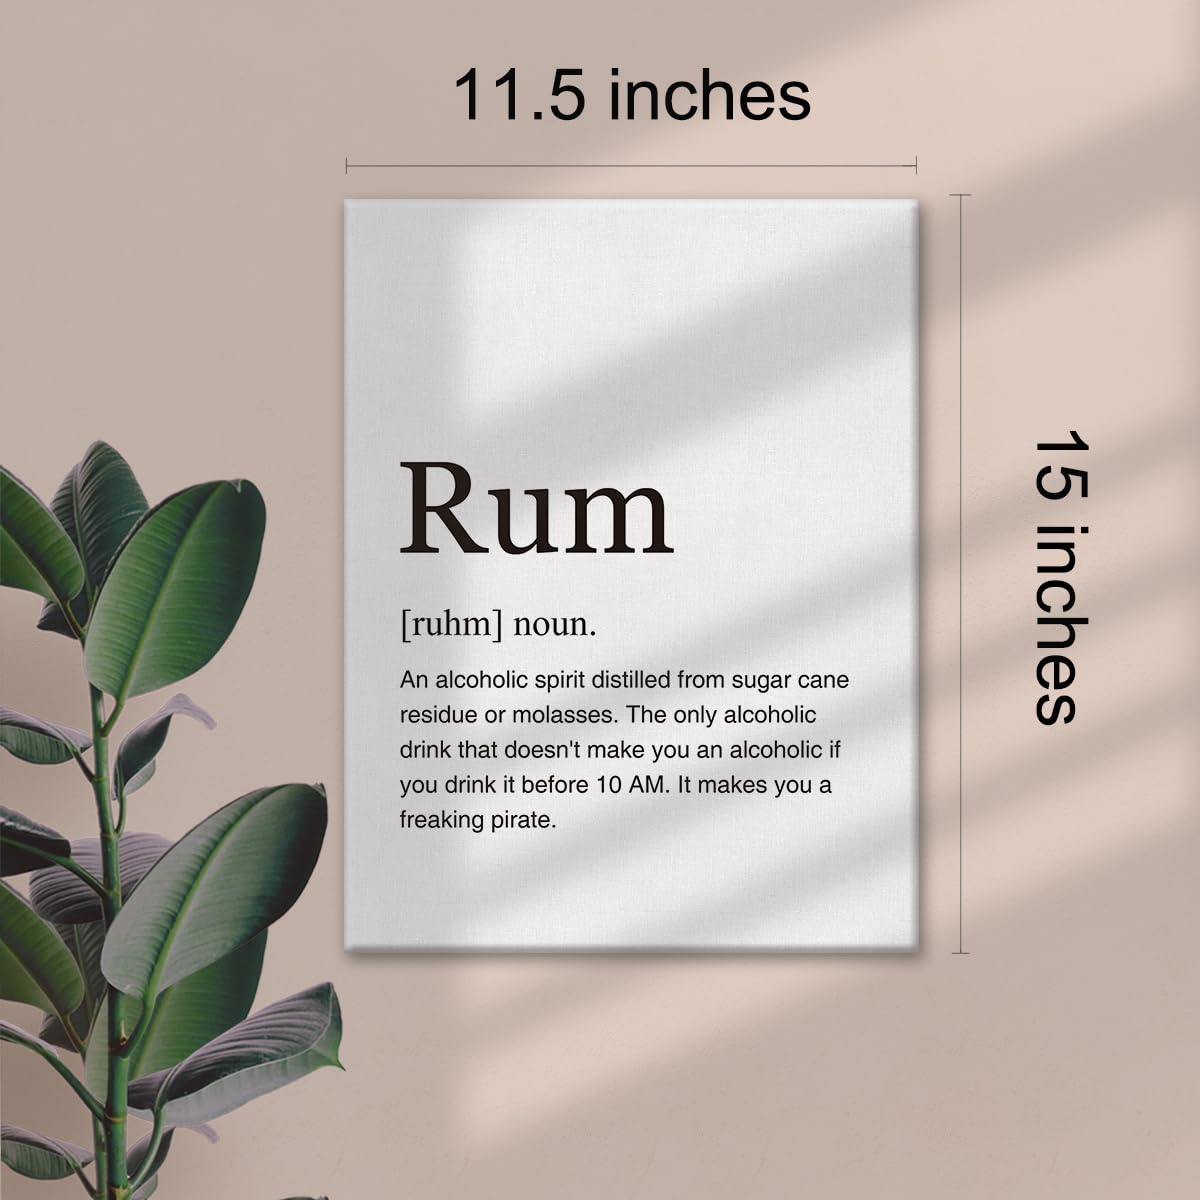 11.5 inches
15 inches
Rum
[ruhm] noun.
An alcoholic spirit distilled from sugar cane
residue or molasses. The only alcoholic
drink that doesn't make you an alcoholic if
you drink it before 10 AM. It makes you a
freaking pirate.